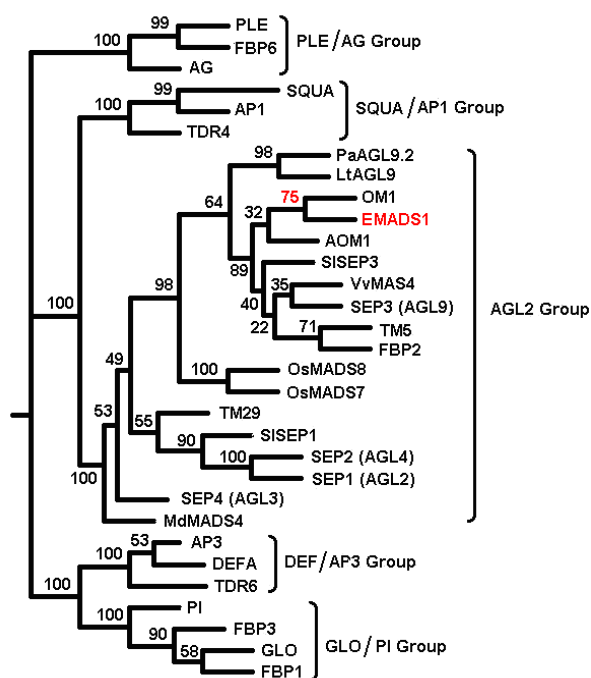 PLE
99
FBP6
100
PLE/AG Group
AG
SQUA
99
AP1
100
SQUA/AP1 Group
TDR4
PaAGL9.2
98
LtAGL9
64
OM1
75
EMADS1
32
AOM1
89
SlSEP3
VvMAS4
35
SEP3 (AGL9)
40
22
TM5
71
FBP2
98
AGL2 Group
100
OsMADS8
100
OsMADS7
49
TM29
53
55
SlSEP1
90
SEP2 (AGL4)
100
SEP1 (AGL2)
100
SEP4 (AGL3)
MdMADS4
AP3
53
DEFA
100
DEF/AP3 Group
TDR6
100
PI
100
FBP3
90
GLO
58
FBP1
GLO/PI Group